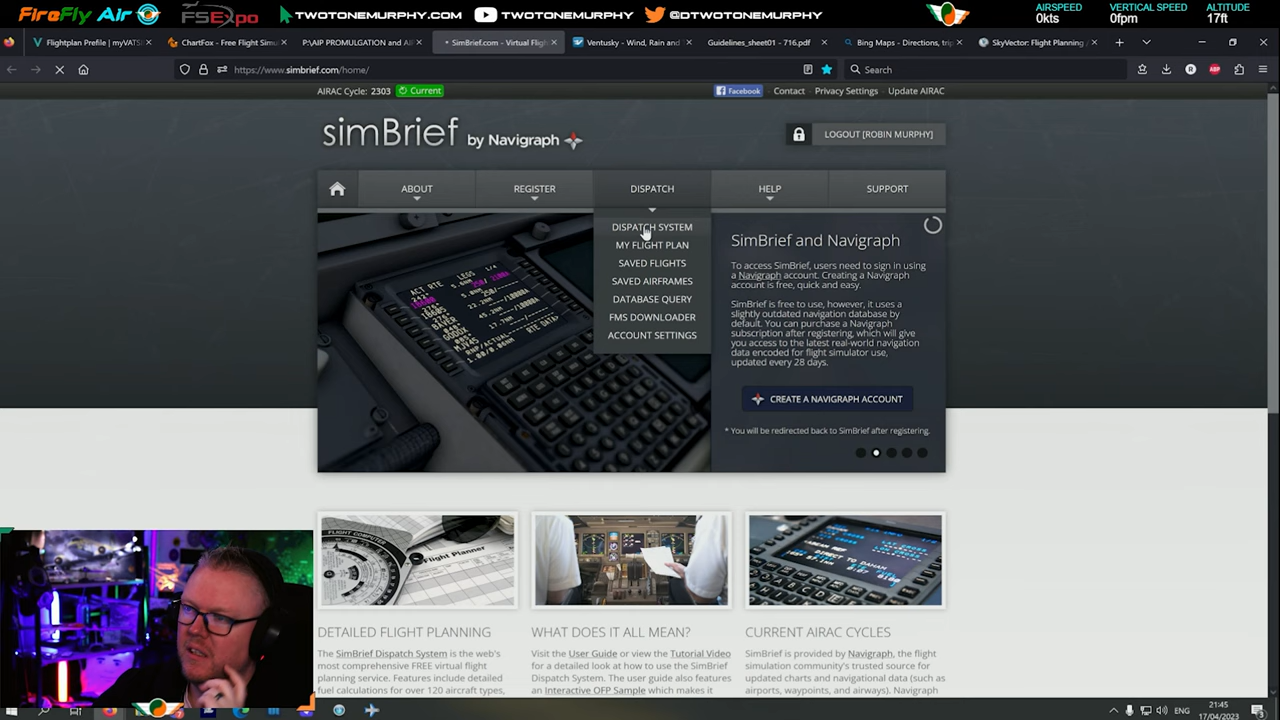 FireFly Air
FSExpo
TWOTONEMURPHY.COM
TWOTONEMURPHY
@DTWOTONEMURPHY
AIRSPEED
0kts
VERTICAL SPEED
0fpm
ALTITUDE
17ft
Flightplan Prefile | myVATS
ChartFox - Free Flight Simu
P:\AIP PROMULGATION and AI
SimBrief.com - Virtual Fligh
Ventusky - Wind, Rain and
Guidelines_sheet01 - 716.pdf
Bing Maps - Directions, trip
SkyVector: Flight Planning /
https://www.simbrief.com/home/
Search
AIRAC Cycle: 2303 Current
Facebook Contact Privacy Settings Update AIRAC
simBrief by Navigraph
LOGOUT [ROBIN MURPHY]
ABOUT
REGISTER
DISPATCH
HELP
SUPPORT
DISPATCH SYSTEM
MY FLIGHT PLAN
SAVED FLIGHTS
SAVED AIRFRAMES
DATABASE QUERY
FMS DOWNLOADER
ACCOUNT SETTINGS
SimBrief and Navigraph
To access SimBrief, users need to sign in using
a Navigraph account. Creating a Navigraph
account is free, quick and easy.
SimBrief is free to use, however, it uses a
slightly outdated navigation database by
default. You can purchase a Navigraph
subscription after registering, which will give
you access to the latest real-world navigation
data encoded for flight simulator use,
updated every 28 days.
CREATE A NAVIGRAPH ACCOUNT
* You will be redirected back to SimBrief after registering.
ACT RTE LEGS 1/4
FLIGHT COMPUTER
Flight Planner
DIRECT TO DAHAN
DETAILED FLIGHT PLANNING
The SimBrief Dispatch System is the web's
most comprehensive FREE virtual flight
planning service. Features include detailed
fuel calculations for over 120 aircraft types,
WHAT DOES IT ALL MEAN?
Visit the User Guide or view the Tutorial Video
for a detailed look at how to use the SimBrief
Dispatch System. The user guide also features
an Interactive OFP Sample which makes it
CURRENT AIRAC CYCLES
SimBrief is provided by Navigraph, the flight
simulation community's trusted source for
updated charts and navigational data (such as
airports, waypoints, and airways). Navigraph
ENG
21:45
17/04/2023